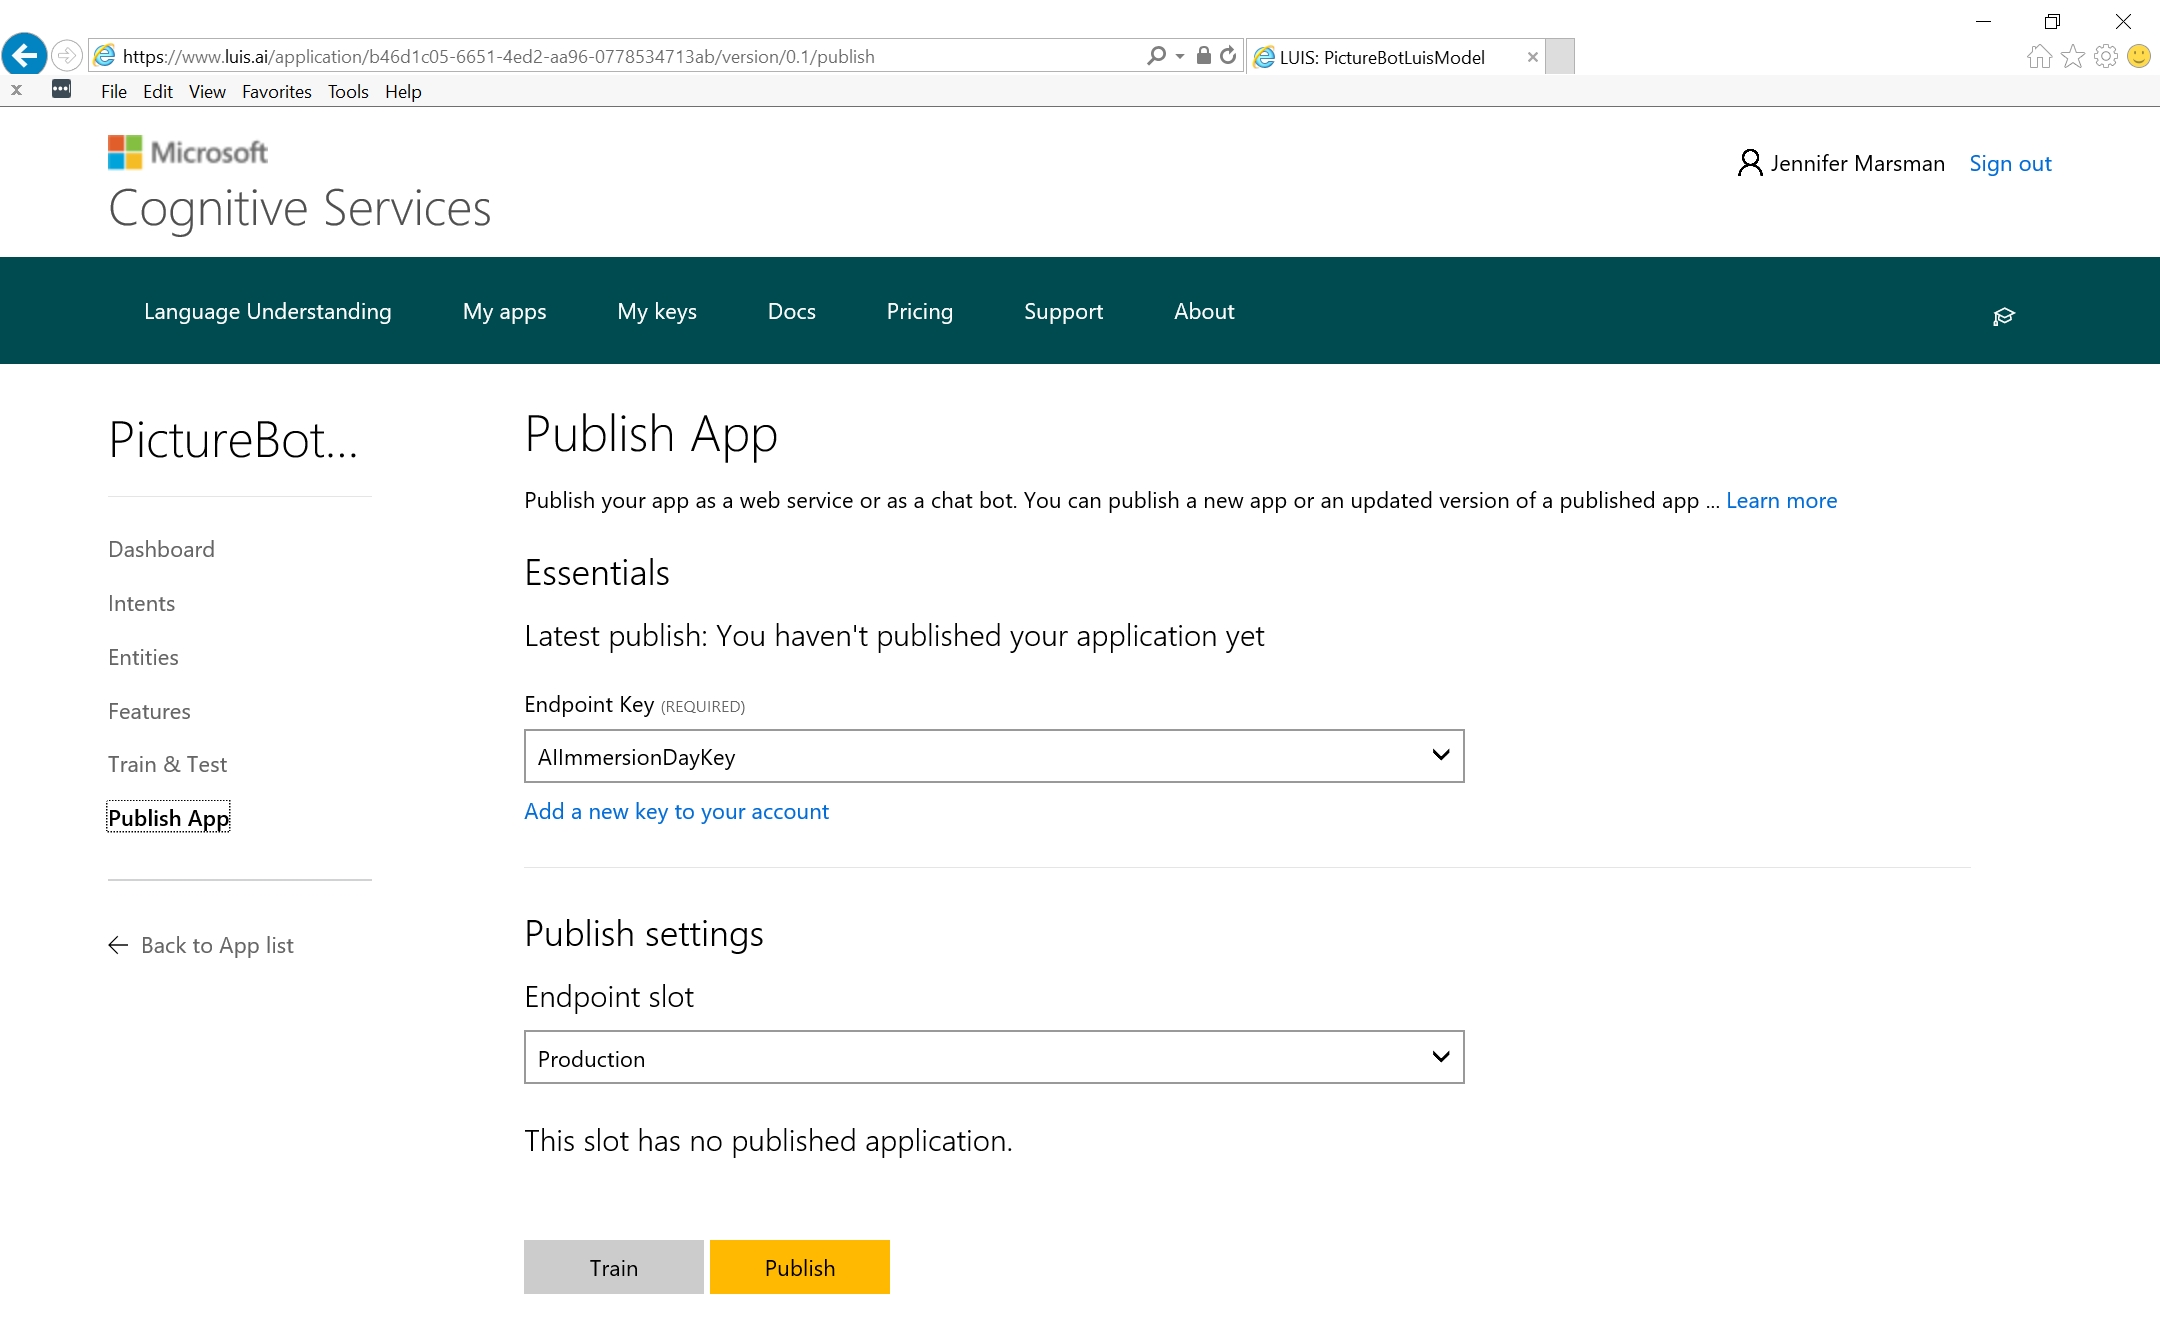 https://www.luis.ai/application/b46d1c05-6651-4ed2-aa96-0778534713ab/version/0.1/publish
LUIS: PictureBotLuisModel
File Edit View Favorites Tools Help
Microsoft
Cognitive Services
Jennifer Marsman Sign out
Language Understanding My apps My keys Docs Pricing Support About
PictureBot...
Dashboard
Intents
Entities
Features
Train & Test
Publish App
Back to App list
Publish App
Publish your app as a web service or as a chat bot. You can publish a new app or an updated version of a published app ... Learn more
Essentials
Latest publish: You haven't published your application yet
Endpoint Key (REQUIRED)
AIImmersionDayKey
Add a new key to your account
Publish settings
Endpoint slot
Production
This slot has no published application.
Train Publish